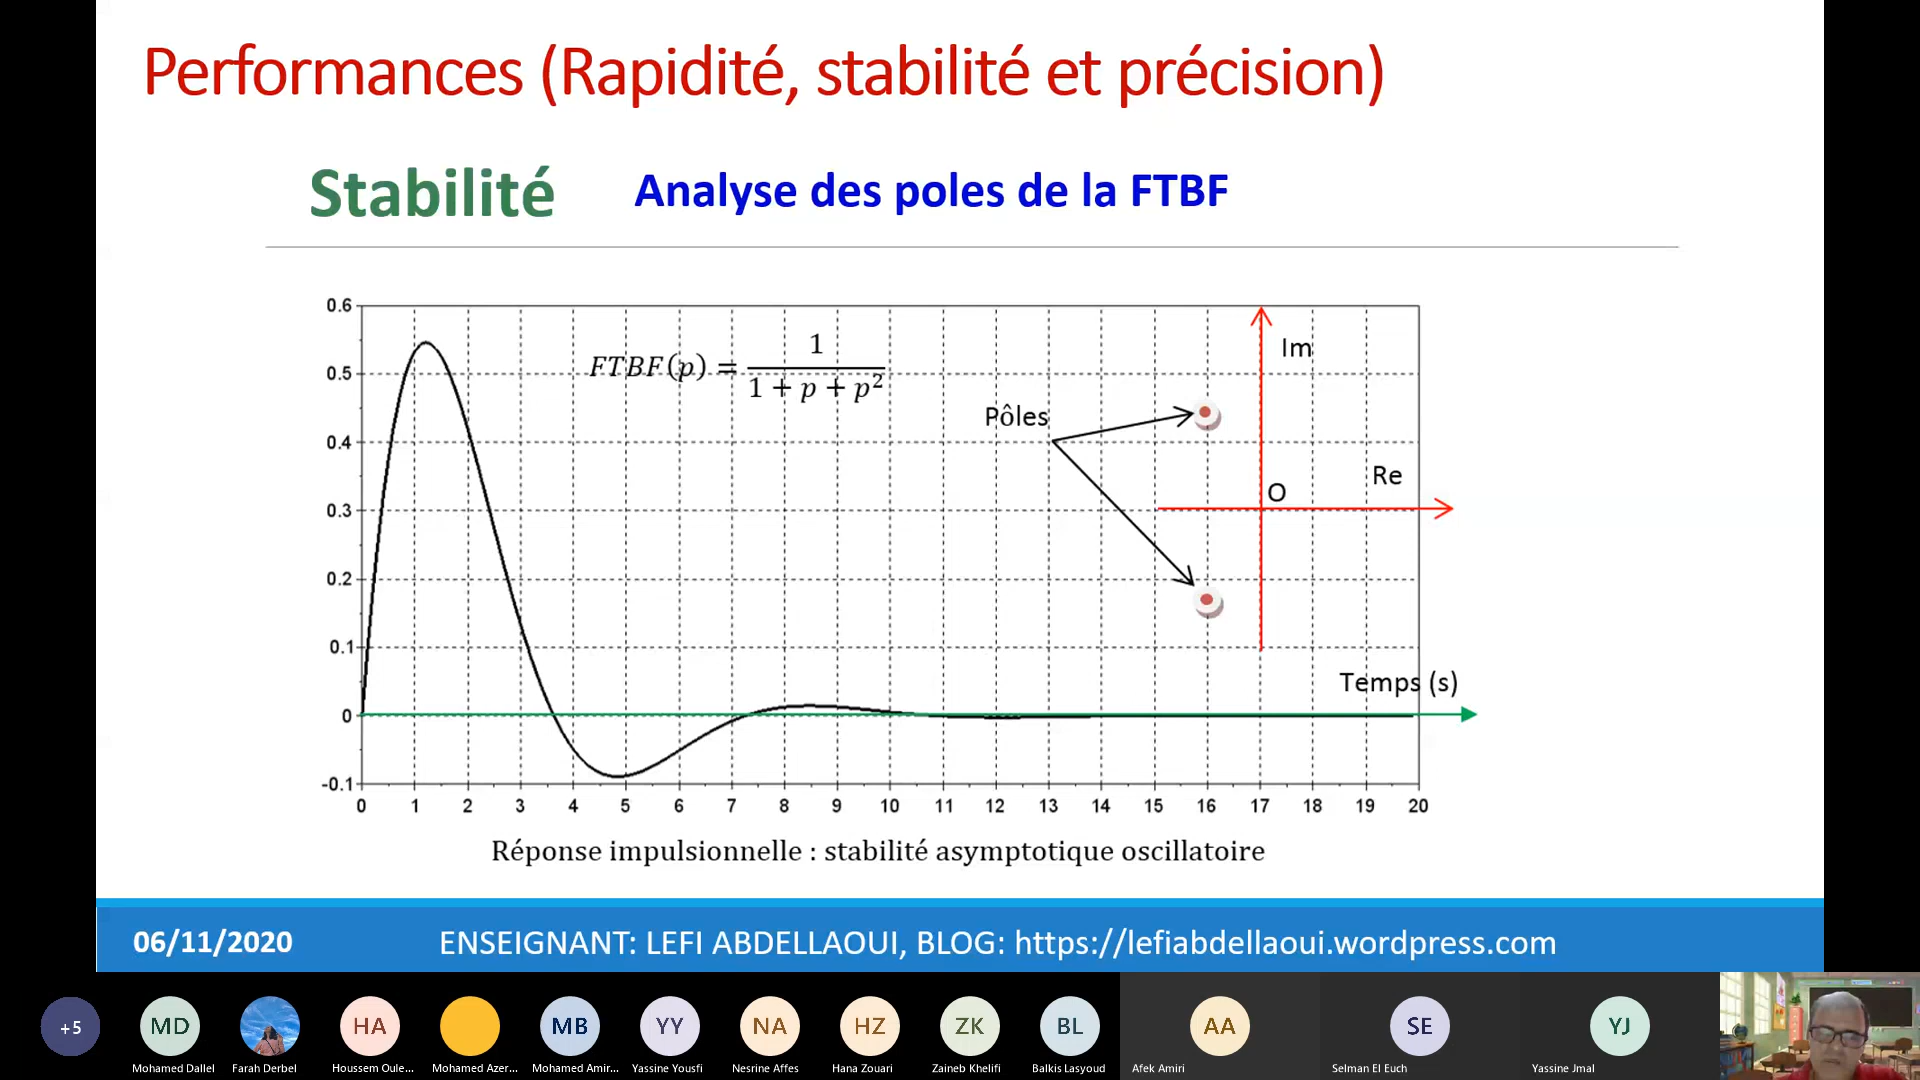 Performances (Rapidité, stabilité et précision)
Stabilité
Analyse des poles de la FTBF
0.6
0.5
0.4
0.3
0.2
0.1
0
-0.1
FTBF(p) = 1 / (1 + p + p²)
Pôles
Im
Re
O
Temps (s)
0 1 2 3 4 5 6 7 8 9 10 11 12 13 14 15 16 17 18 19 20
Réponse impulsionnelle : stabilité asymptotique oscillatoire
06/11/2020
ENSEIGNANT: LEFI ABDELLAOUI, BLOG: https://lefiabdellaoui.wordpress.com
+5 MD HA MB YY NA HZ ZK BL AA SE YJ
Mohamed Dallel Farah Derbel Houssem Oule... Mohamed Azer... Mohamed Amir... Yassine Yousfi Nesrine Affes Hana Zouari Zaineb Khelifi Balkis Lasyoud Afek Amiri Selman El Euch Yassine Jmal